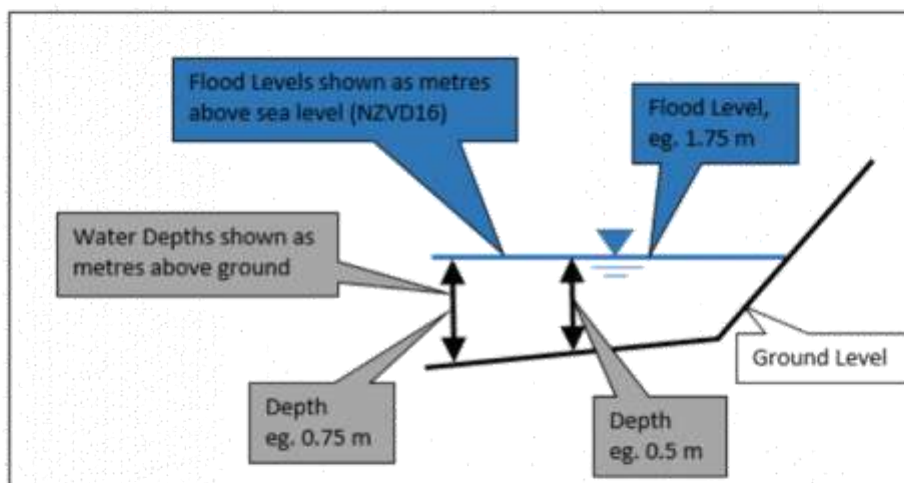 Flood Levels shown as metres
above sea level (NZVD16)
Flood Level,
eg. 1.75 m
Water Depths shown as
metres above ground
Ground Level
Depth
eg. 0.75 m
Depth
eg. 0.5 m